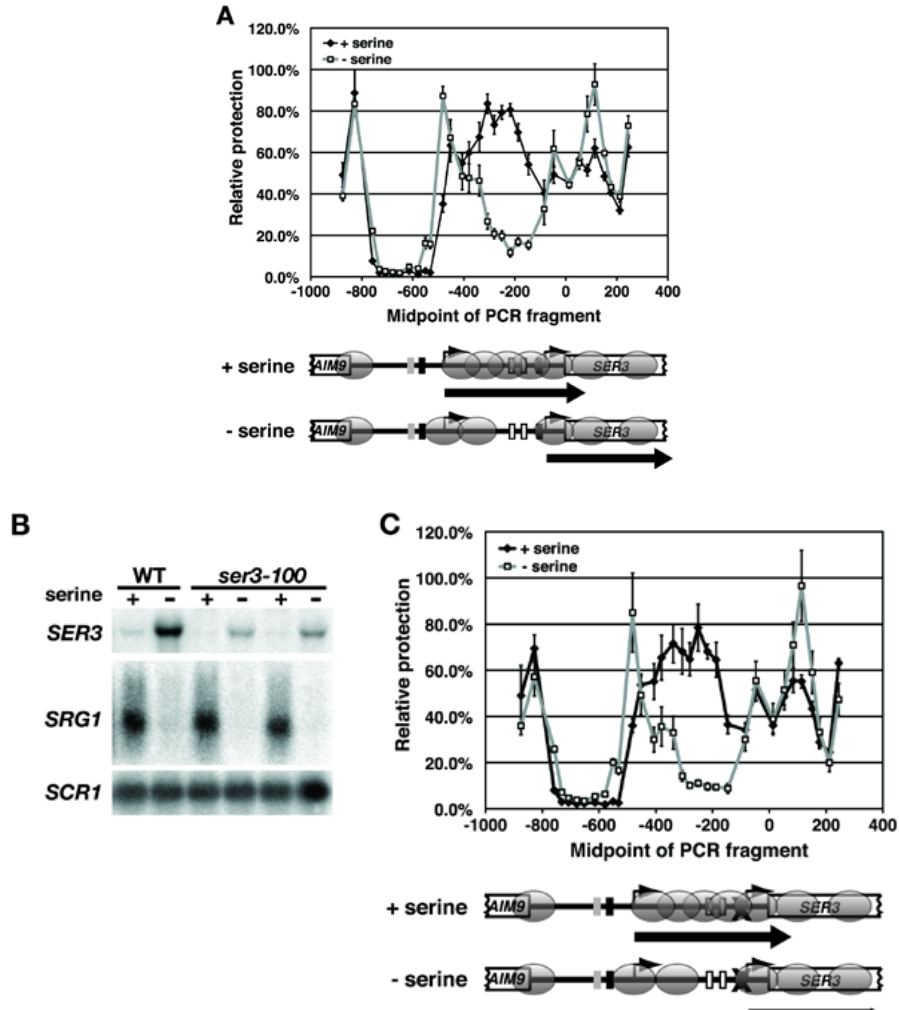 A
120.0%
100.0%
80.0%
60.0%
40.0%
20.0%
0.0%
Relative protection
+ serine
- serine
-1000 -800 -600 -400 -200 0 200 400
Midpoint of PCR fragment
+ serine AIM9 SER3
- serine AIM9 SER3
B
WT ser3-100
serine + - + - + -
SER3
SRG1
SCR1
C
120.0%
100.0%
80.0%
60.0%
40.0%
20.0%
0.0%
Relative protection
+ serine
- serine
-1000 -800 -600 -400 -200 0 200 400
Midpoint of PCR fragment
+ serine AIM9 SER3
- serine AIM9 SER3